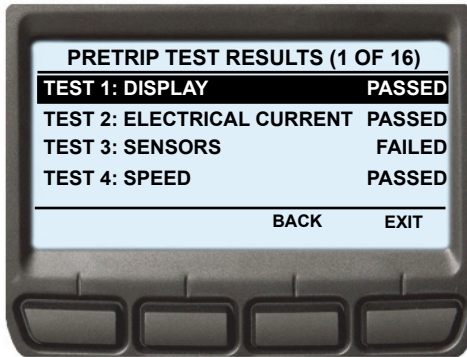 PRETRIP TEST RESULTS (1 OF 16)
TEST 1: DISPLAY PASSED
TEST 2: ELECTRICAL CURRENT PASSED
TEST 3: SENSORS FAILED
TEST 4: SPEED PASSED
BACK EXIT